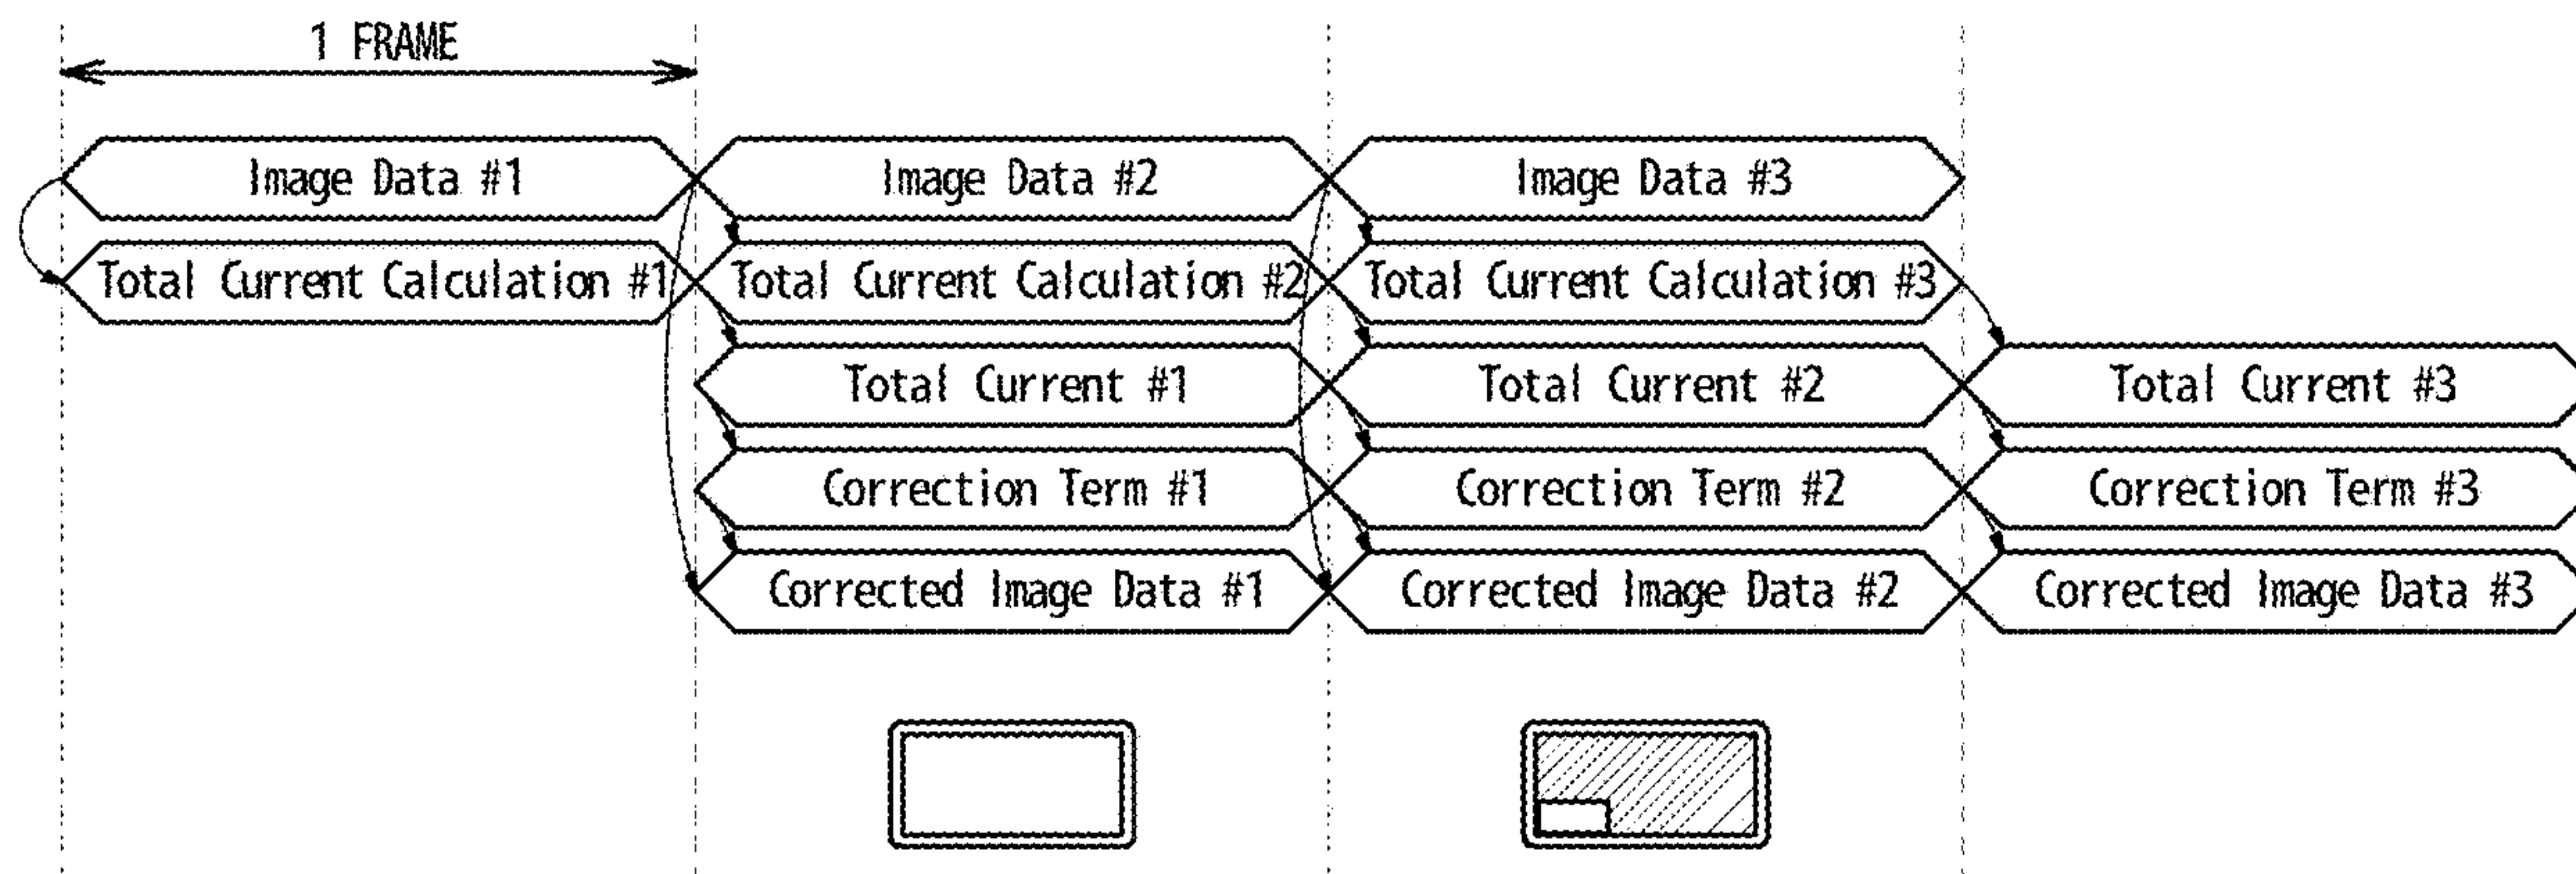 1 FRAME
Image Data #1 Image Data #2 Image Data #3
Total Current Calculation #1 Total Current Calculation #2 Total Current Calculation #3
Total Current #1 Total Current #2 Total Current #3
Correction Term #1 Correction Term #2 Correction Term #3
Corrected Image Data #1 Corrected Image Data #2 Corrected Image Data #3